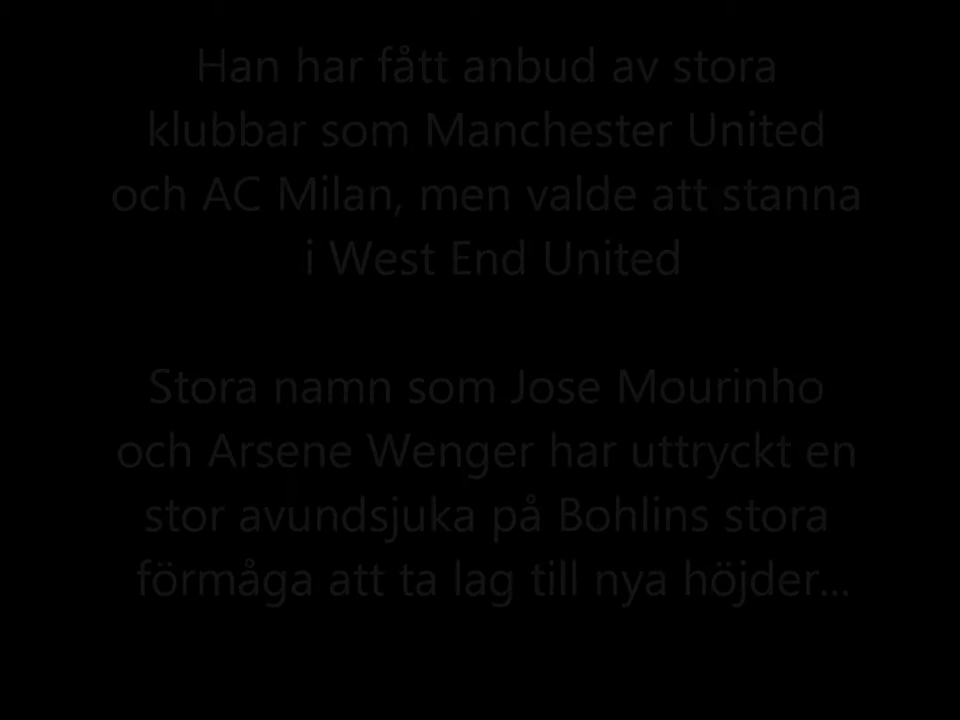 Han har fått anbud av stora
klubbar som Manchester United
och AC Milan, men valde att stanna
i West End United
Stora namn som Jose Mourinho
och Arsene Wenger har uttryckt en
stor avundsjuka på Bohlins stora
förmåga att ta lag till nya höjder...